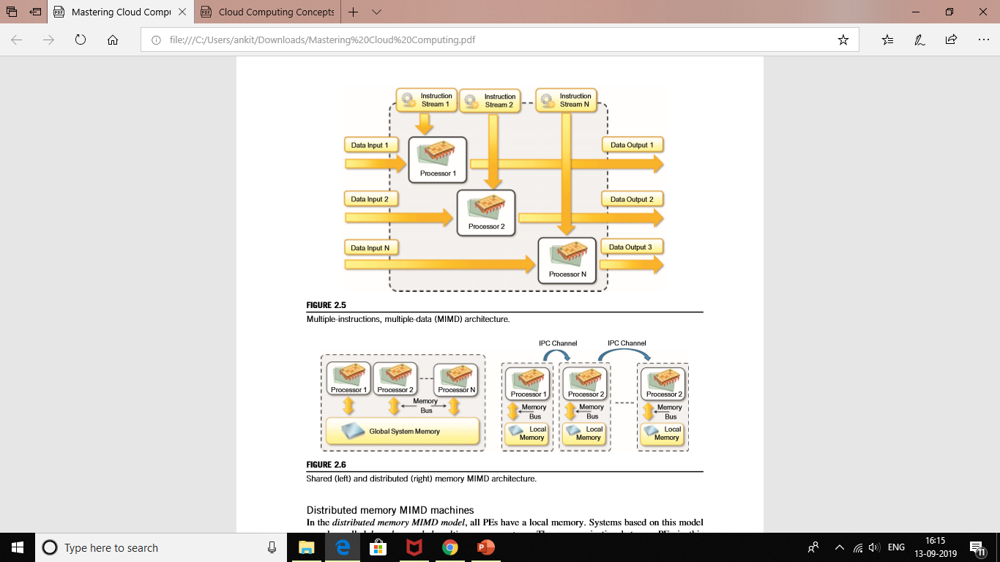 Mastering Cloud Compu
Cloud Computing Concepts
file:///C:/Users/ankit/Downloads/Mastering%20Cloud%20Computing.pdf
Instruction
Stream 1
Instruction
Stream 2
Instruction
Stream N
Data Input 1
Processor 1
Data Output 1
Data Input 2
Processor 2
Data Output 2
Data Input N
Processor N
Data Output 3
FIGURE 2.5
Multiple-instructions, multiple-data (MIMD) architecture.
Processor 1
Processor 2
Processor N
Memory
Bus
Global System Memory
IPC Channel
IPC Channel
Processor 1
Memory
Bus
Local
Memory
Processor 2
Memory
Bus
Local
Memory
Processor 2
Memory
Bus
Local
Memory
FIGURE 2.6
Shared (left) and distributed (right) memory MIMD architecture.
Distributed memory MIMD machines
In the distributed memory MIMD model, all PEs have a local memory. Systems based on this model
Type here to search
ENG
16:15
13-09-2019
11